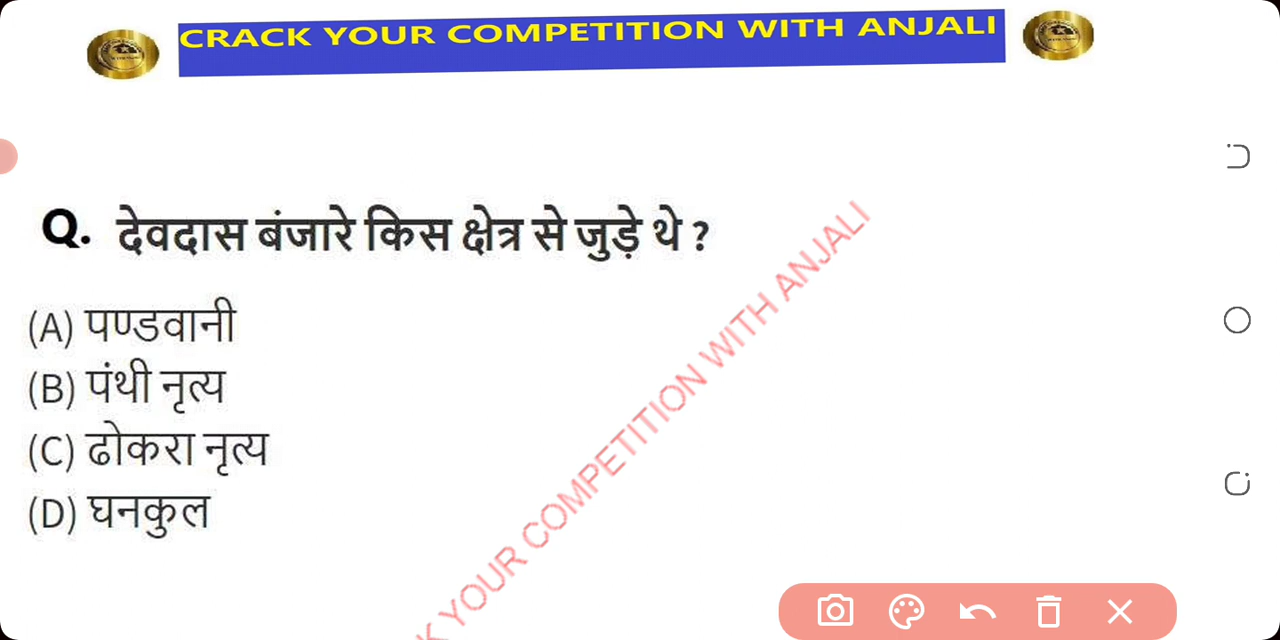 CRACK YOUR COMPETITION WITH ANJALI
Q. देवदास बंजारे किस क्षेत्र से जुड़े थे ?
(A) पण्डवानी
(B) पंथी नृत्य
(C) ढोकरा नृत्य
(D) घनकुल
K YOUR COMPETITION WITH ANJALI